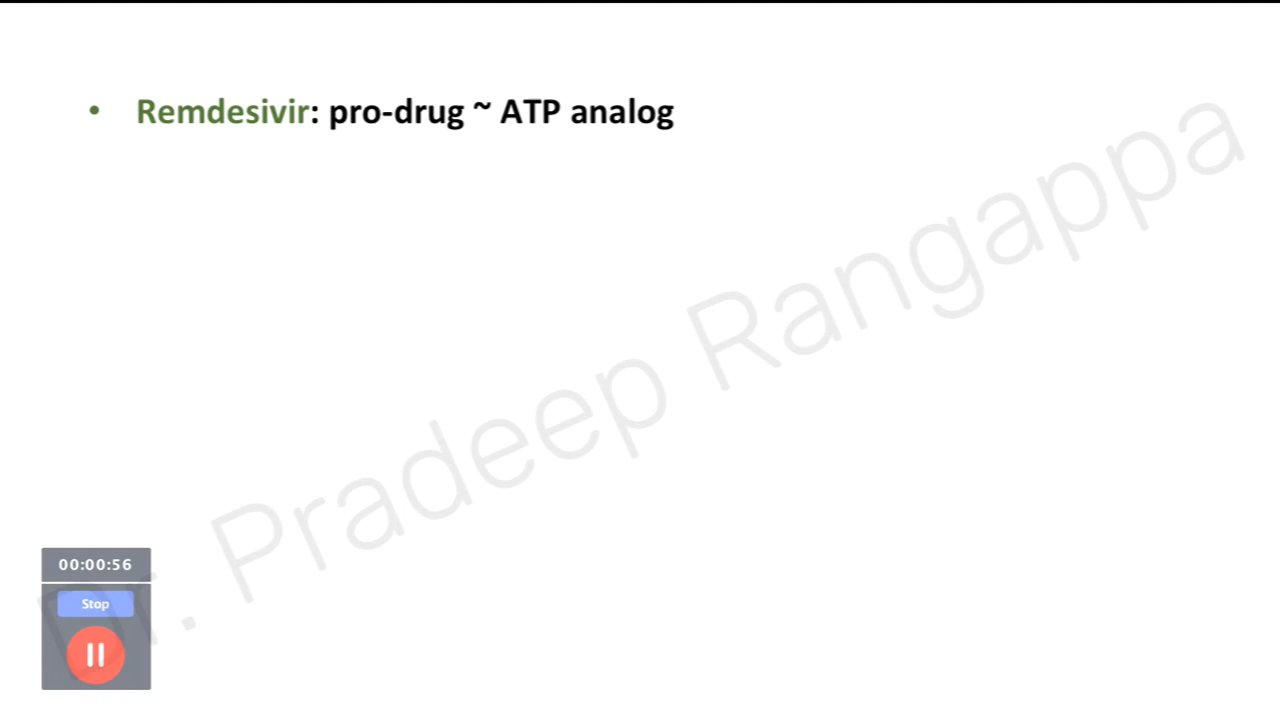 • Remdesivir: pro-drug ~ ATP analog
Dr. Pradeep Rangappa
00:00:56
Stop